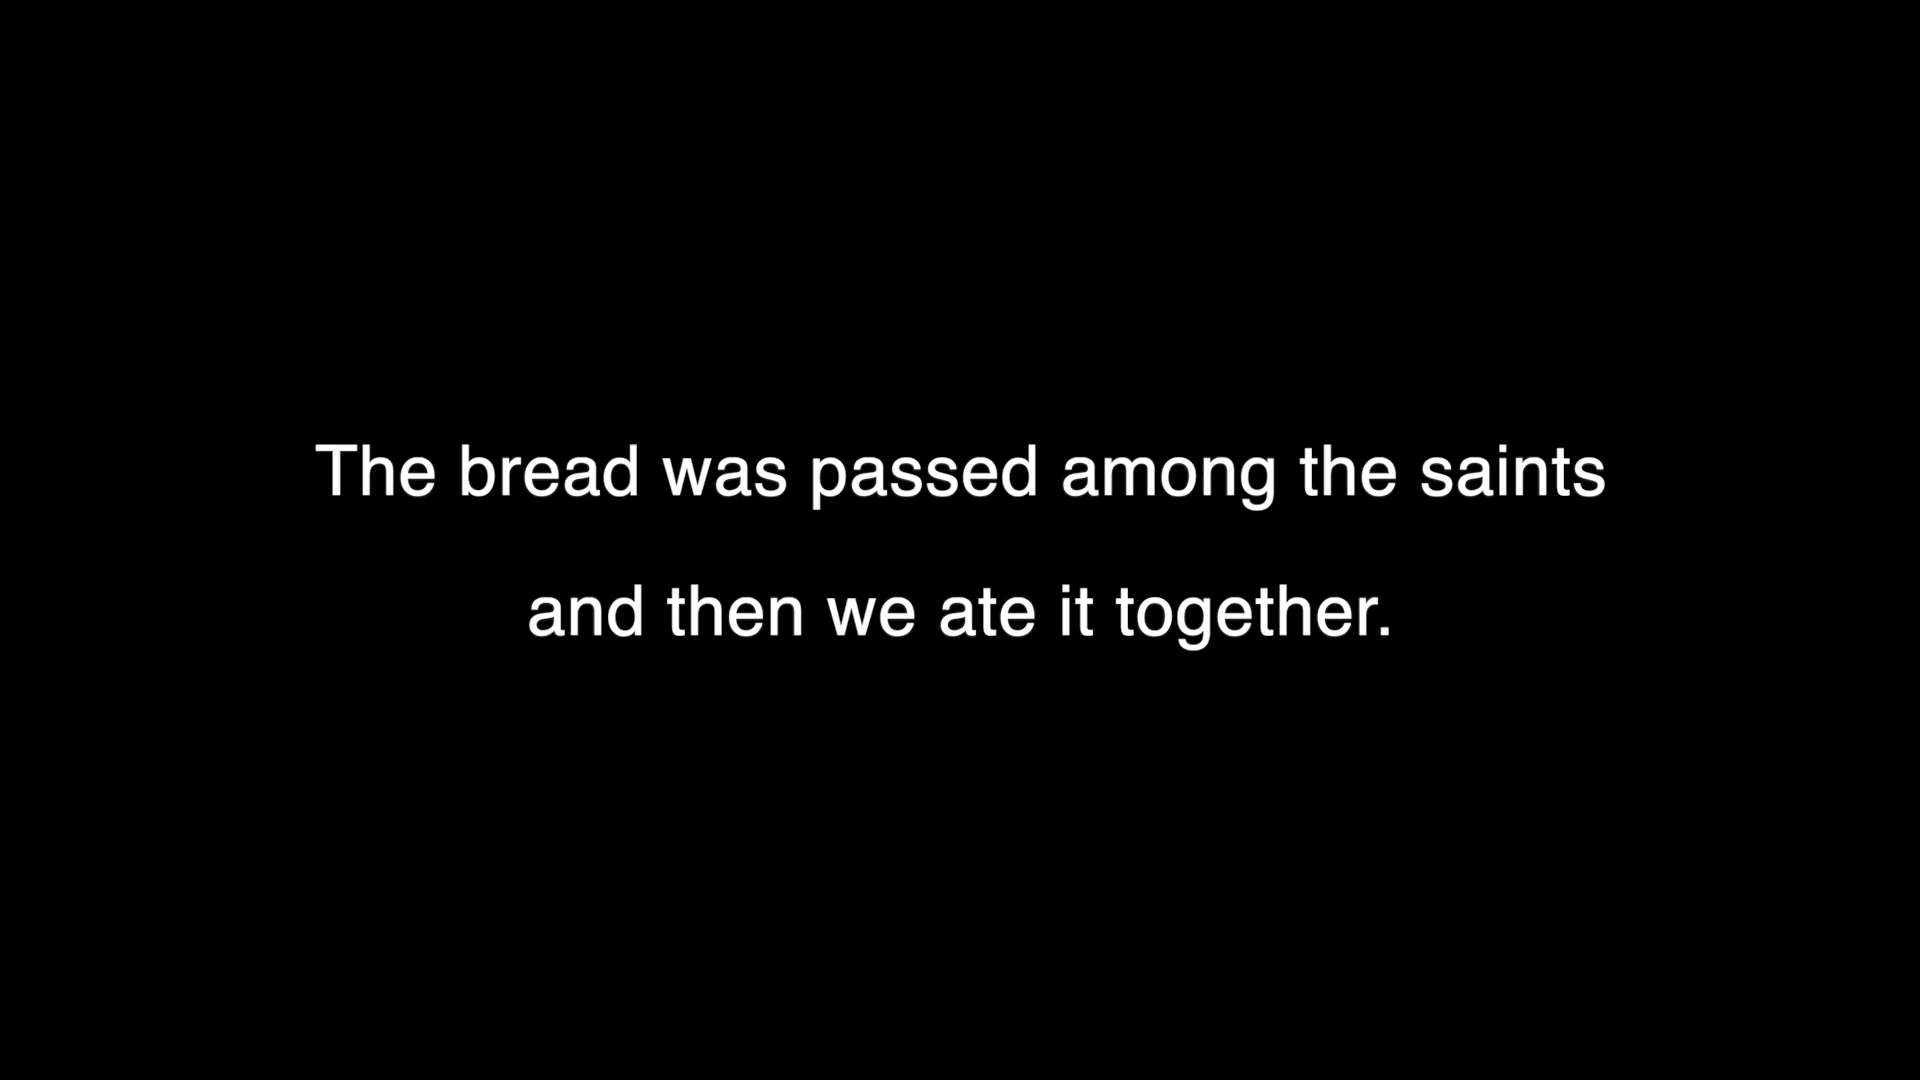 The bread was passed among the saints
and then we ate it together.